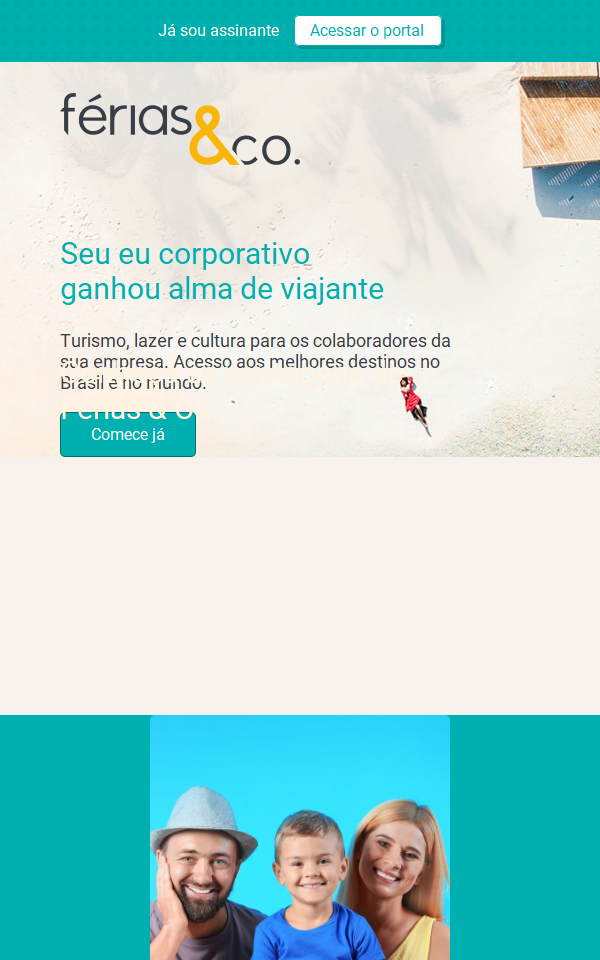 Já sou assinante
Acessar o portal
férias&co.
Seu eu corporativo
ganhou alma de viajante
Turismo, lazer e cultura para os colaboradores da
sua empresa. Acesso aos melhores destinos no
Brasil e no mundo.
Férias & C
Comece já